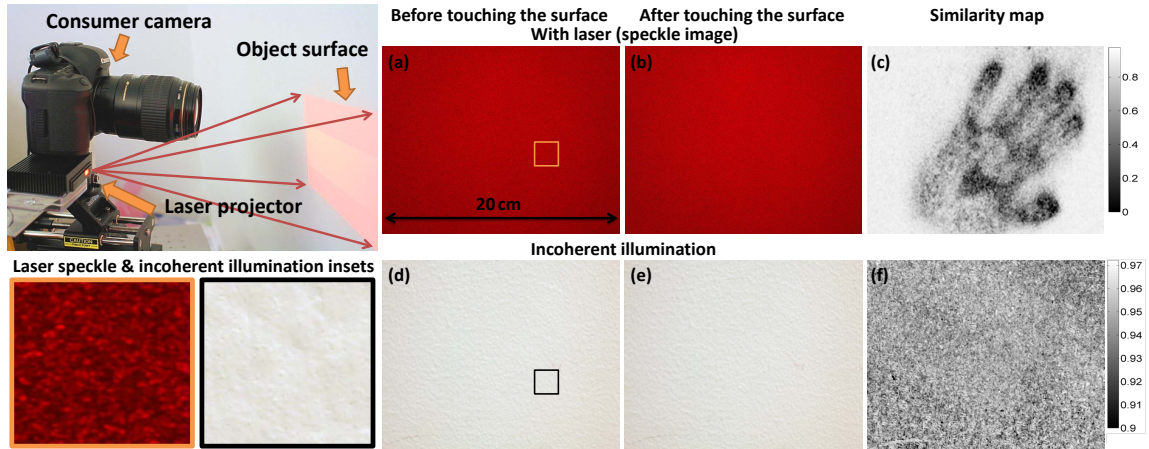 Consumer camera
Object surface
Laser projector
CAUTION
Before touching the surface
After touching the surface
Similarity map
With laser (speckle image)
(a)
(b)
(c)
20 cm
0.8
0.6
0.4
0.2
0
Laser speckle & incoherent illumination insets
Incoherent illumination
(d)
(e)
(f)
0.97
0.96
0.95
0.94
0.93
0.92
0.91
0.9